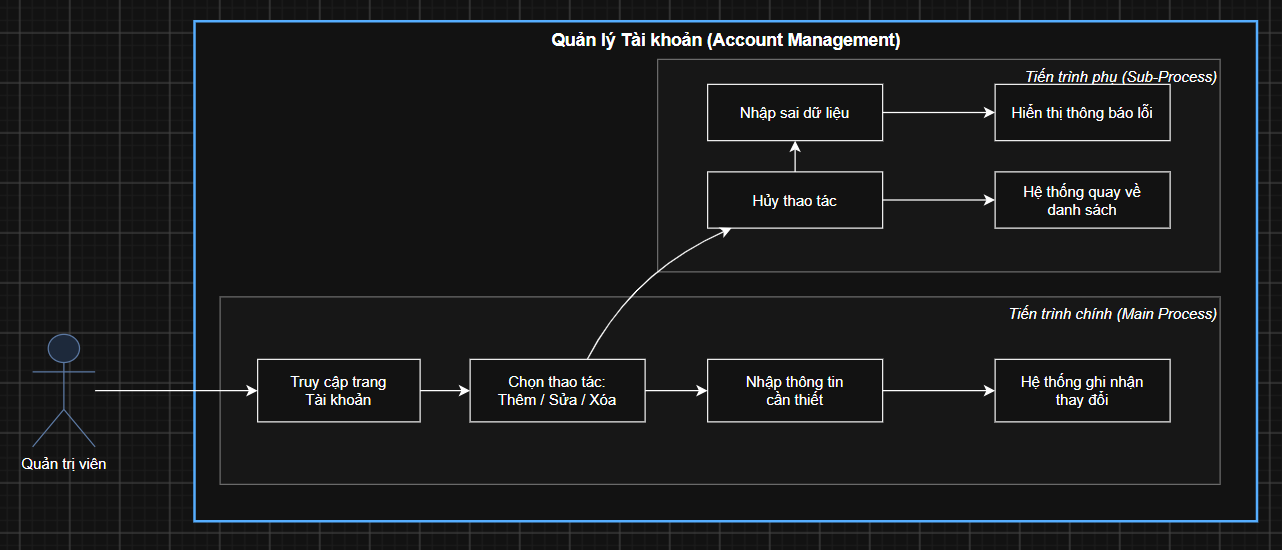 Quản lý Tài khoản (Account Management)
Tiến trình phụ (Sub-Process)
Nhập sai dữ liệu
Hiển thị thông báo lỗi
Hủy thao tác
Hệ thống quay về
danh sách
Tiến trình chính (Main Process)
Truy cập trang
Tài khoản
Chọn thao tác:
Thêm / Sửa / Xóa
Nhập thông tin
cần thiết
Hệ thống ghi nhận
thay đổi
Quản trị viên